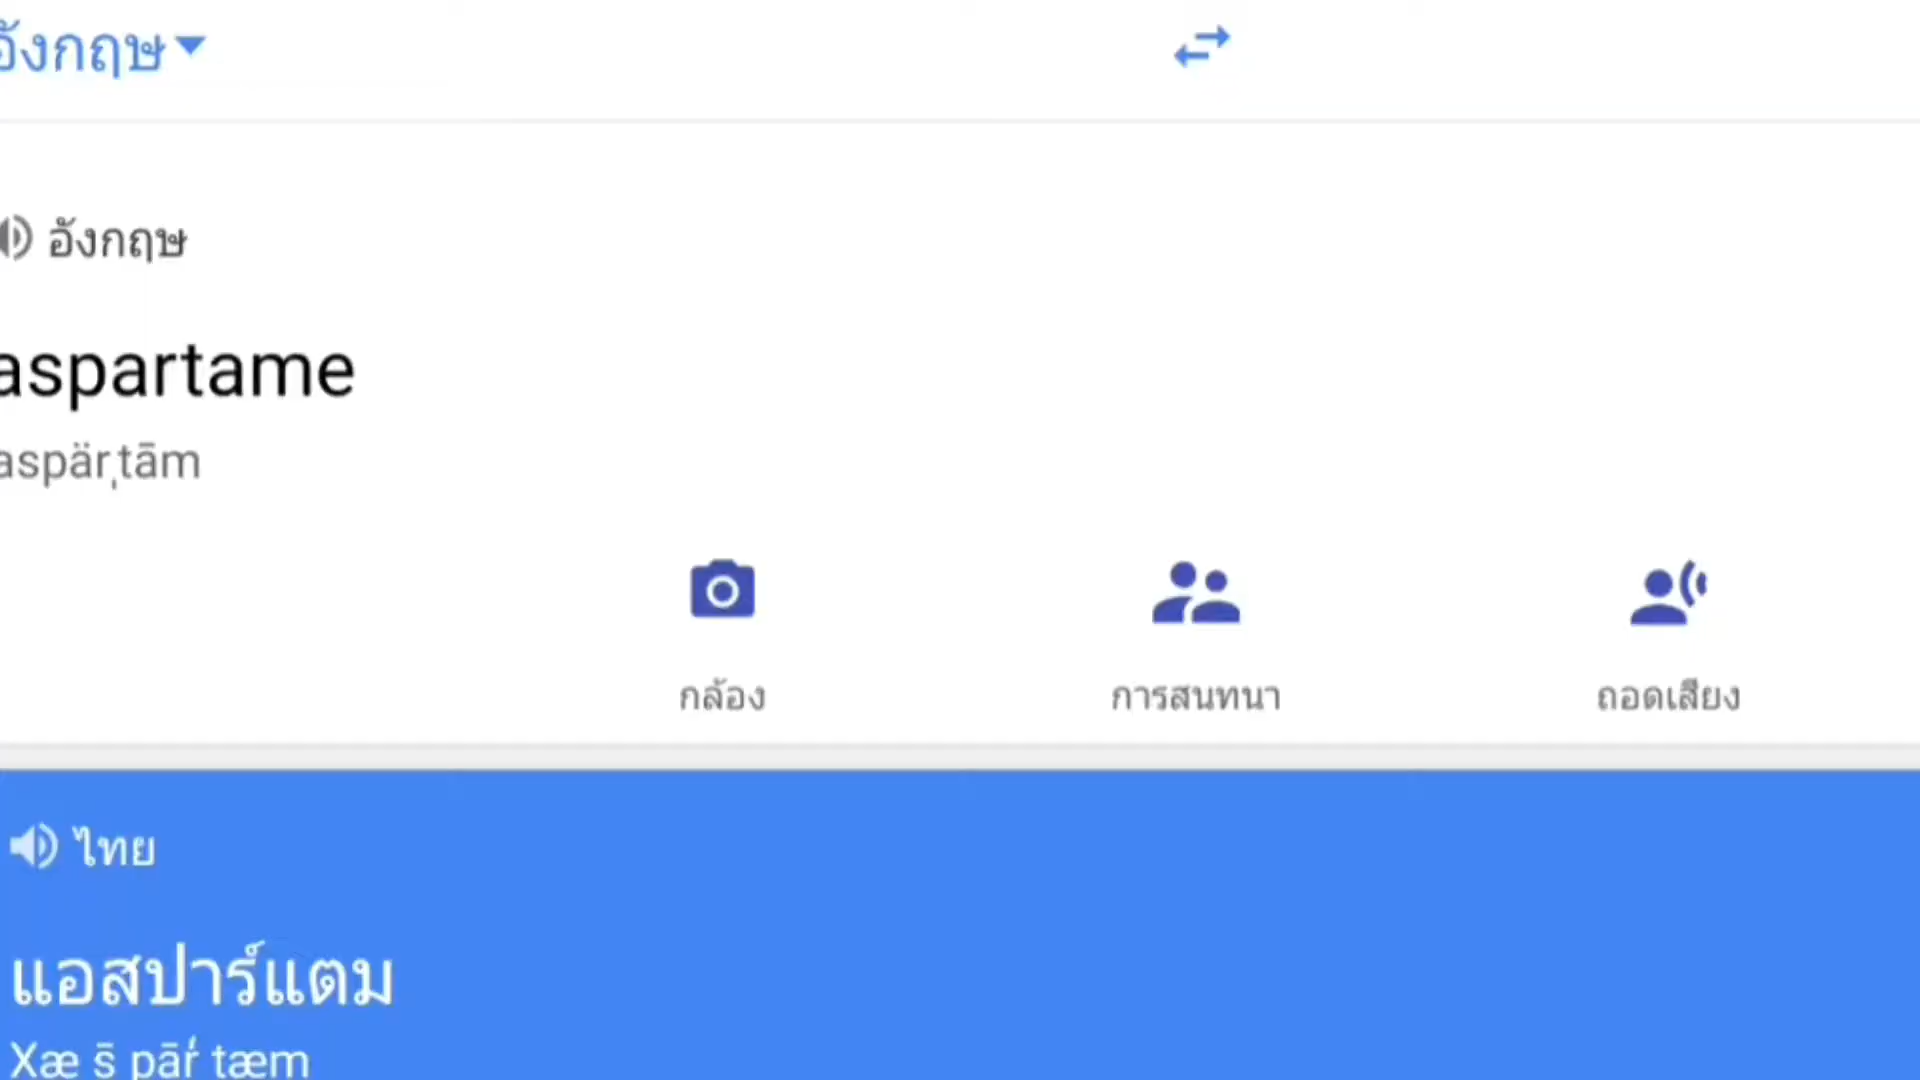 อังกฤษ
อังกฤษ
aspartame
aspärˌtām
กล้อง
การสนทนา
ถอดเสียง
ไทย
แอสปาร์แตม
Xæ s̄ pār̒ tæm